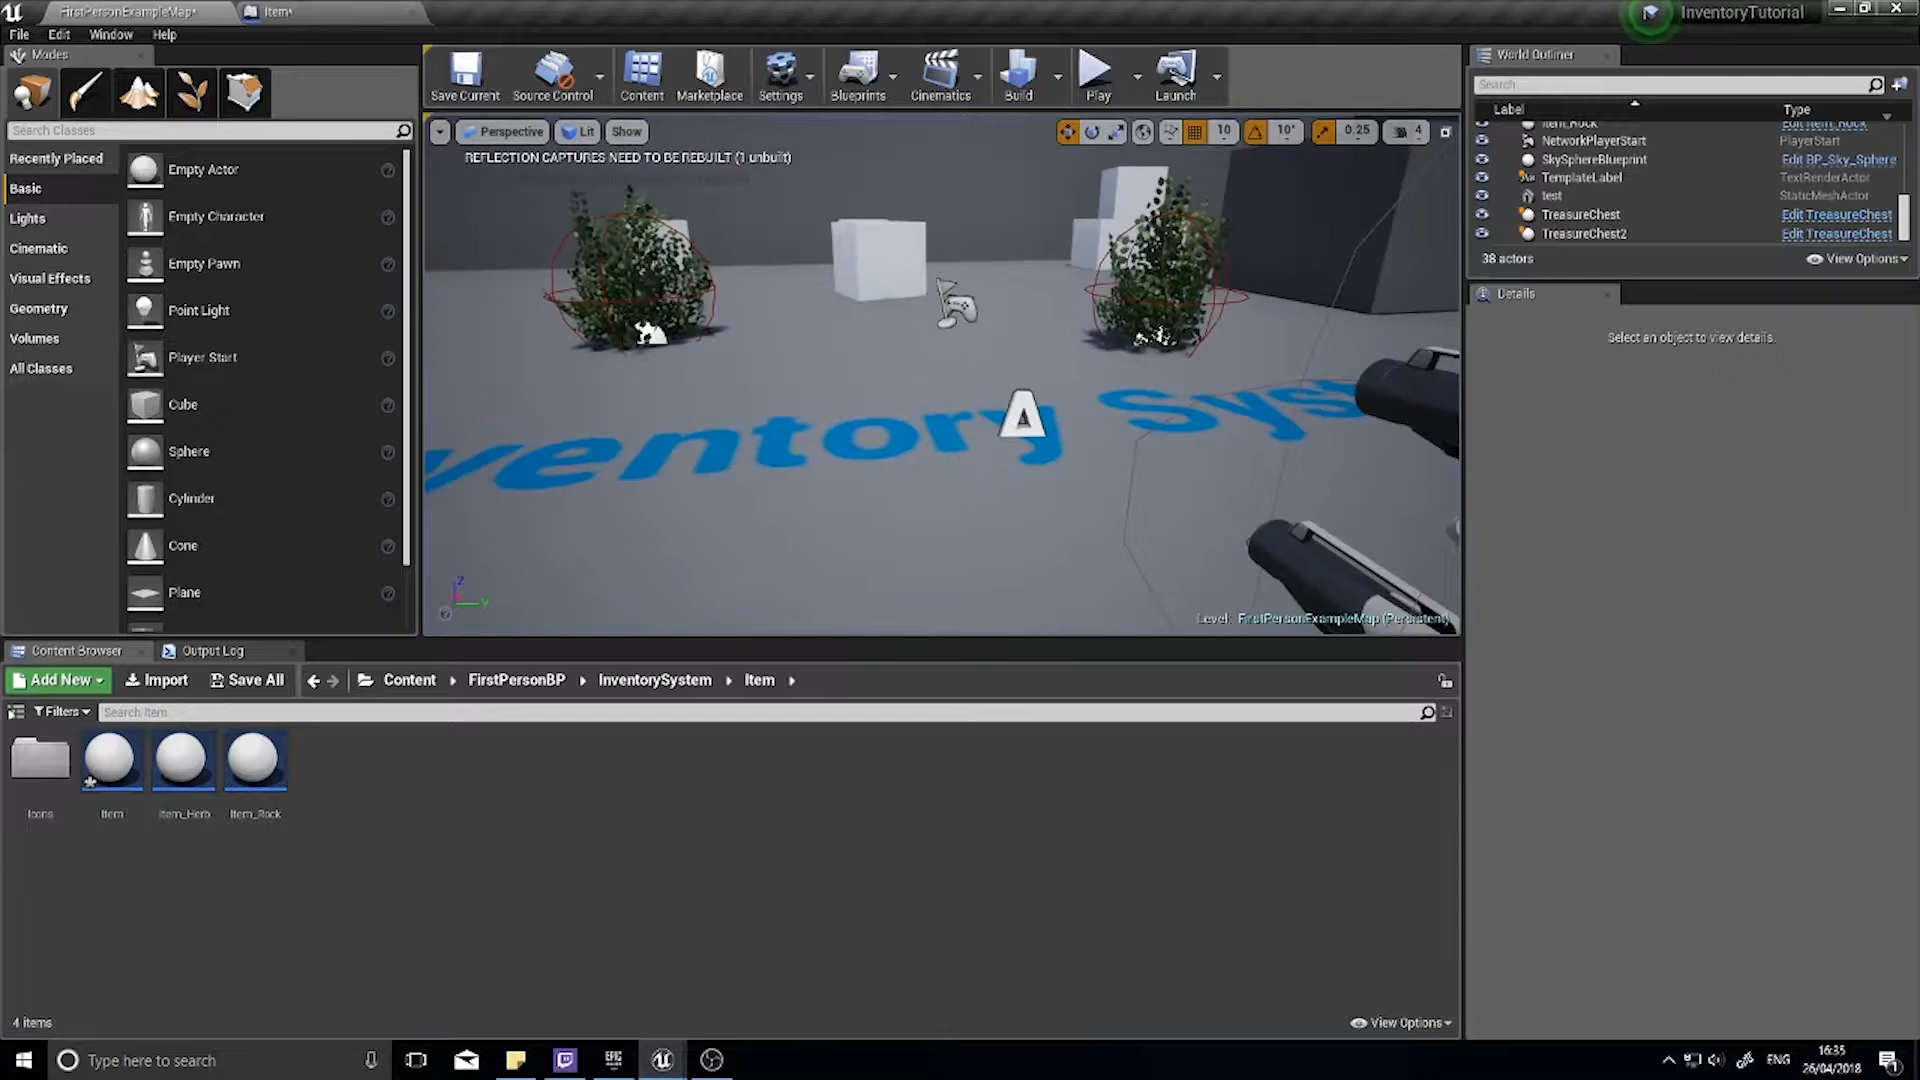 FirstPersonExampleMap*
Item*
InventoryTutorial
File Edit Window Help
Modes
Save Current
Source Control
Content
Marketplace
Settings
Blueprints
Cinematics
Build
Play
Launch
World Outliner
Search
Label
Type
Search Classes
Perspective
Lit
Show
10
10°
0.25
4
REFLECTION CAPTURES NEED TO BE REBUILT (1 unbuilt)
Item_Rock Edit Item_Rock
NetworkPlayerStart PlayerStart
SkySphereBlueprint Edit BP_Sky_Sphere
TemplateLabel TextRenderActor
test StaticMeshActor
TreasureChest Edit TreasureChest
TreasureChest2 Edit TreasureChest
38 actors
View Options
Details
Select an object to view details.
Recently Placed
Basic
Lights
Cinematic
Visual Effects
Geometry
Volumes
All Classes
Empty Actor
Empty Character
Empty Pawn
Point Light
Player Start
Cube
Sphere
Cylinder
Cone
Plane
ventory Sys
A
Z
Y
Level: FirstPersonExampleMap (Persistent)
Content Browser
Output Log
Add New
Import
Save All
Content
FirstPersonBP
InventorySystem
Item
Filters
Search Item
Icons
Item
Item_Herb
Item_Rock
4 items
View Options
Type here to search
EPIC
ENG
16:35
26/04/2018
1